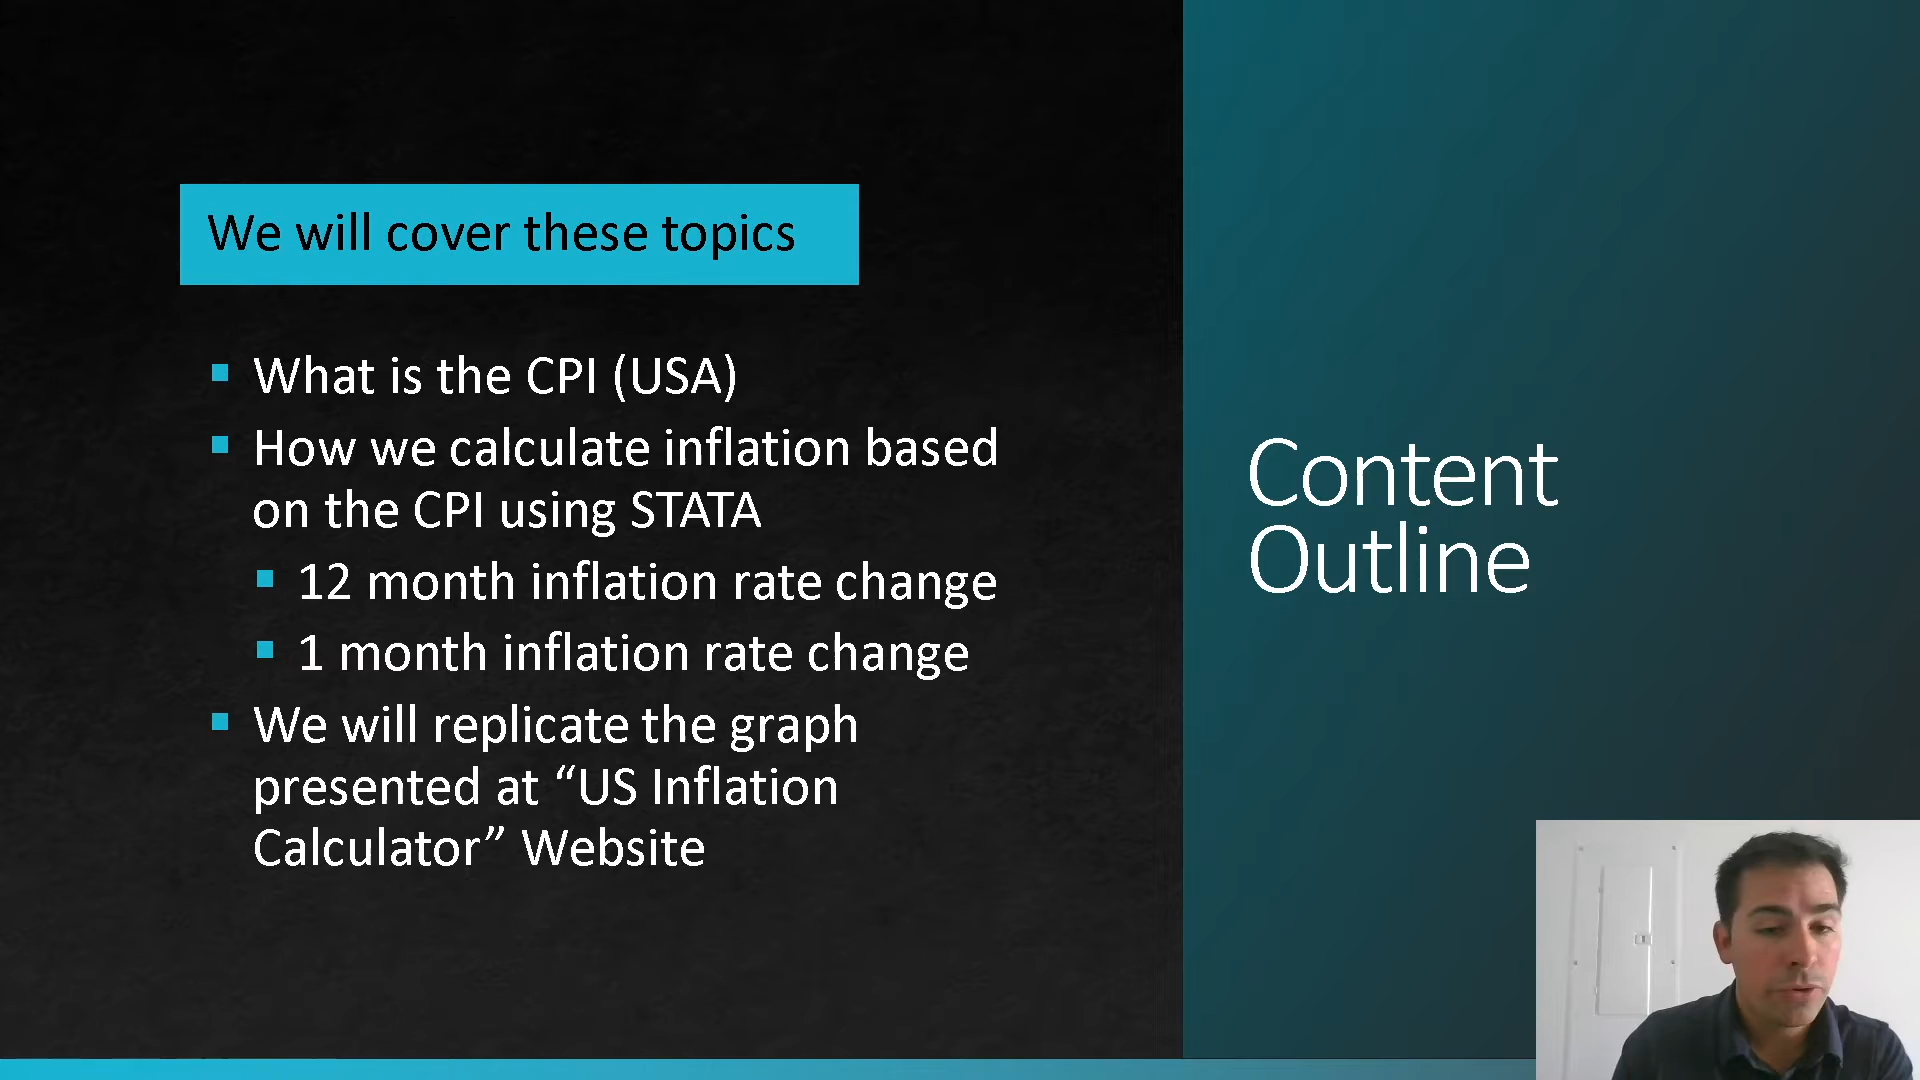 We will cover these topics
What is the CPI (USA)
How we calculate inflation based
on the CPI using STATA
12 month inflation rate change
1 month inflation rate change
We will replicate the graph
presented at “US Inflation
Calculator” Website
Content
Outline